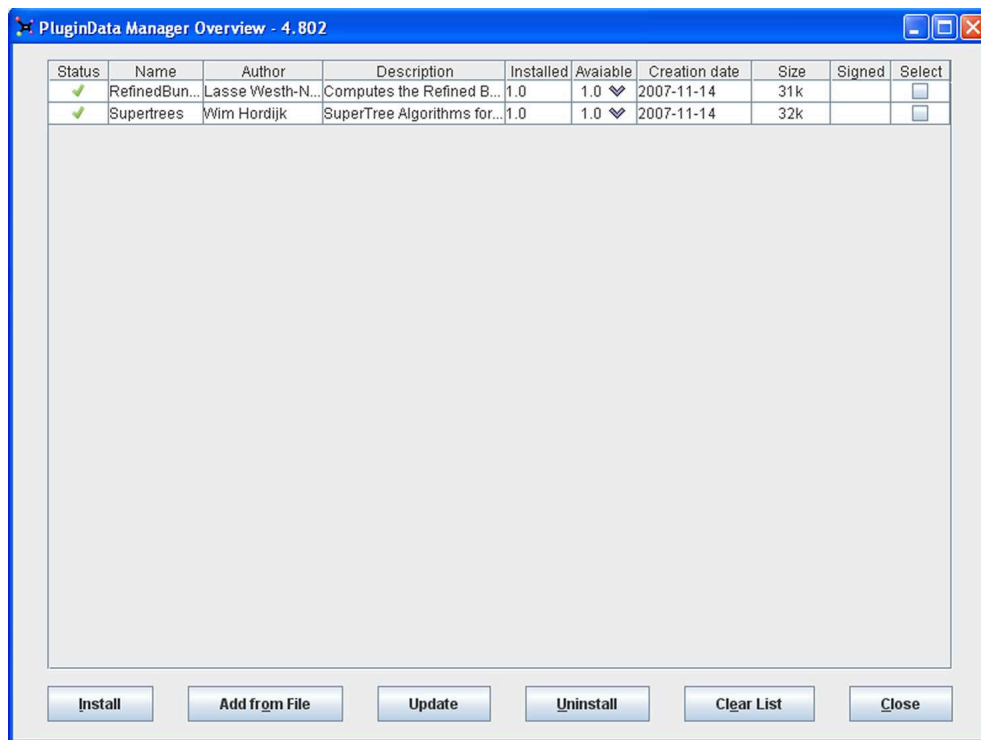 PluginData Manager Overview - 4.802
Status Name Author Description Installed Avaiable Creation date Size Signed Select
RefinedBun... Lasse Westh-N... Computes the Refined B... 1.0 1.0 2007-11-14 31k
Supertrees Wim Hordijk SuperTree Algorithms for... 1.0 1.0 2007-11-14 32k
Install Add from File Update Uninstall Clear List Close